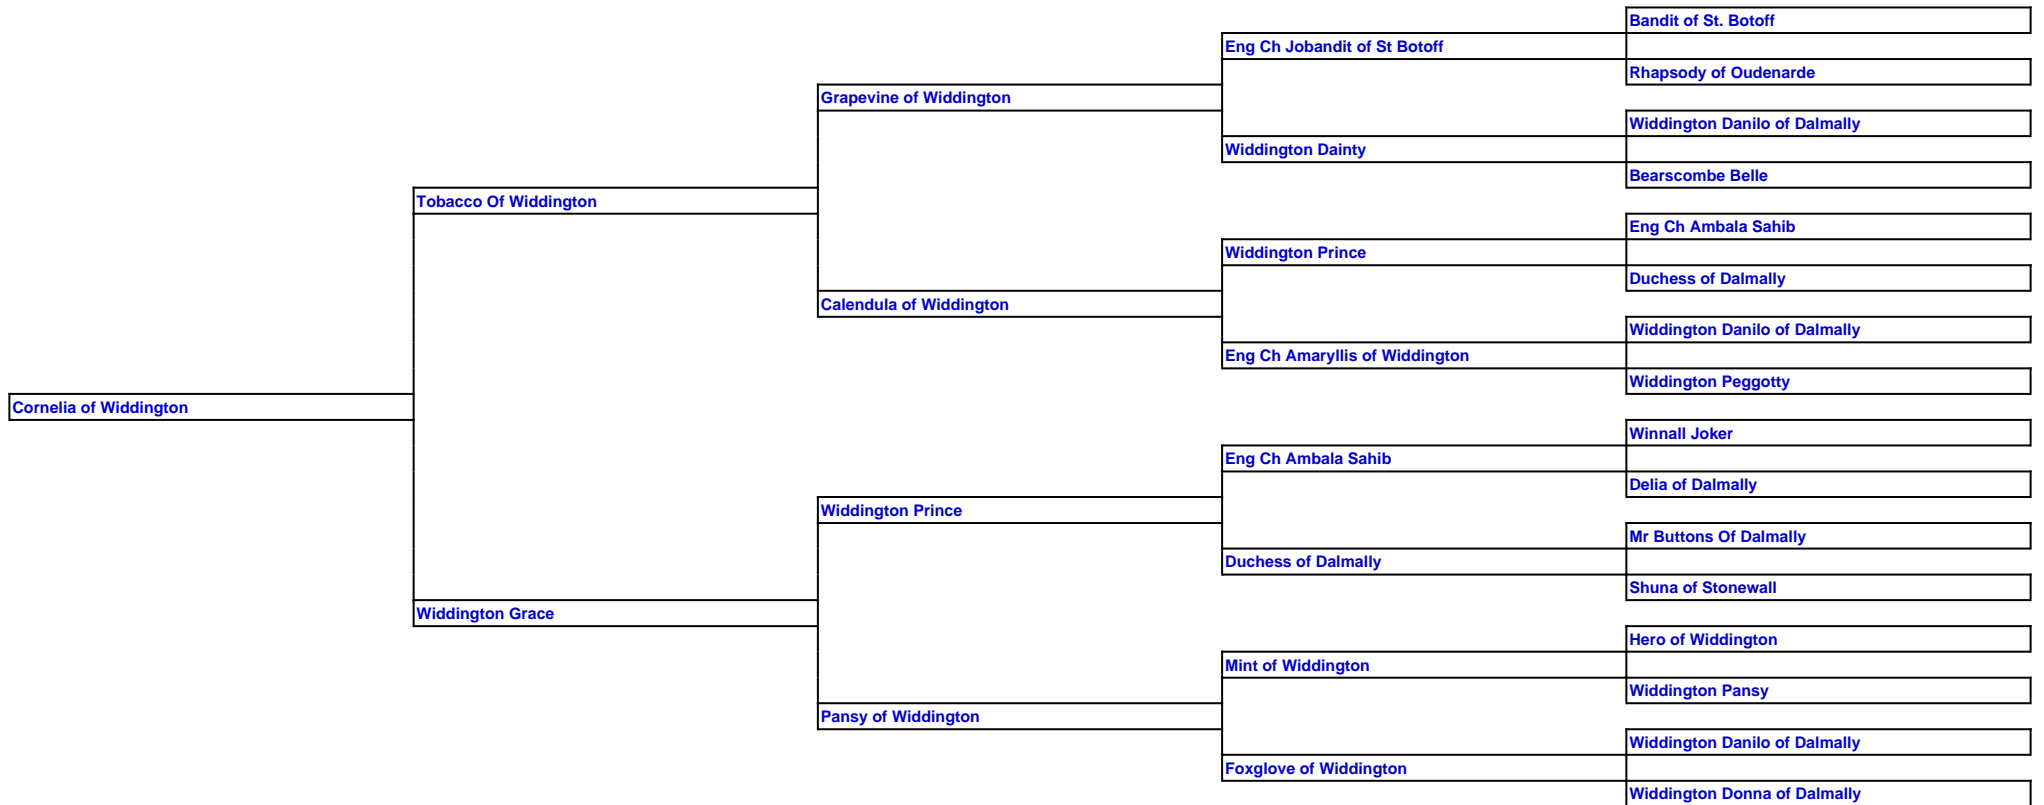 Bandit of St. Botoff
Eng Ch Jobandit of St Botoff
Rhapsody of Oudenarde
Grapevine of Widdington
Widdington Danilo of Dalmally
Widdington Dainty
Bearscombe Belle
Tobacco Of Widdington
Eng Ch Ambala Sahib
Widdington Prince
Duchess of Dalmally
Calendula of Widdington
Widdington Danilo of Dalmally
Eng Ch Amaryllis of Widdington
Widdington Peggotty
Cornelia of Widdington
Winnall Joker
Eng Ch Ambala Sahib
Delia of Dalmally
Widdington Prince
Mr Buttons Of Dalmally
Duchess of Dalmally
Shuna of Stonewall
Widdington Grace
Hero of Widdington
Mint of Widdington
Widdington Pansy
Pansy of Widdington
Widdington Danilo of Dalmally
Foxglove of Widdington
Widdington Donna of Dalmally